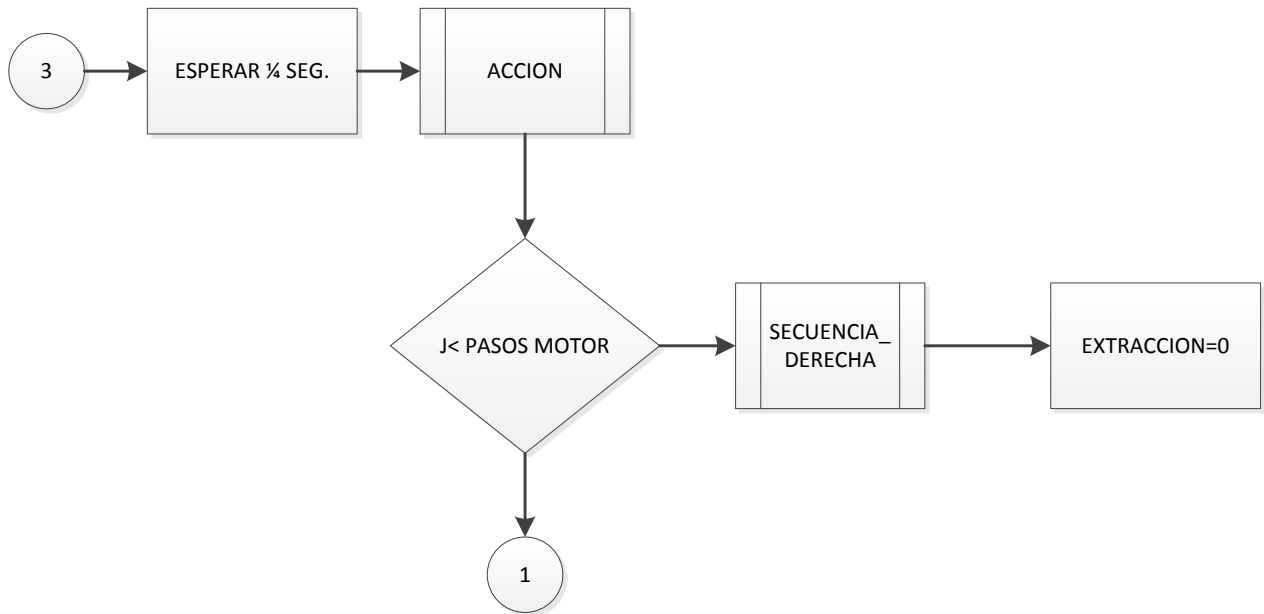 3
ESPERAR ¼ SEG.
ACCION
J< PASOS MOTOR
SECUENCIA_
DERECHA
EXTRACCION=0
1